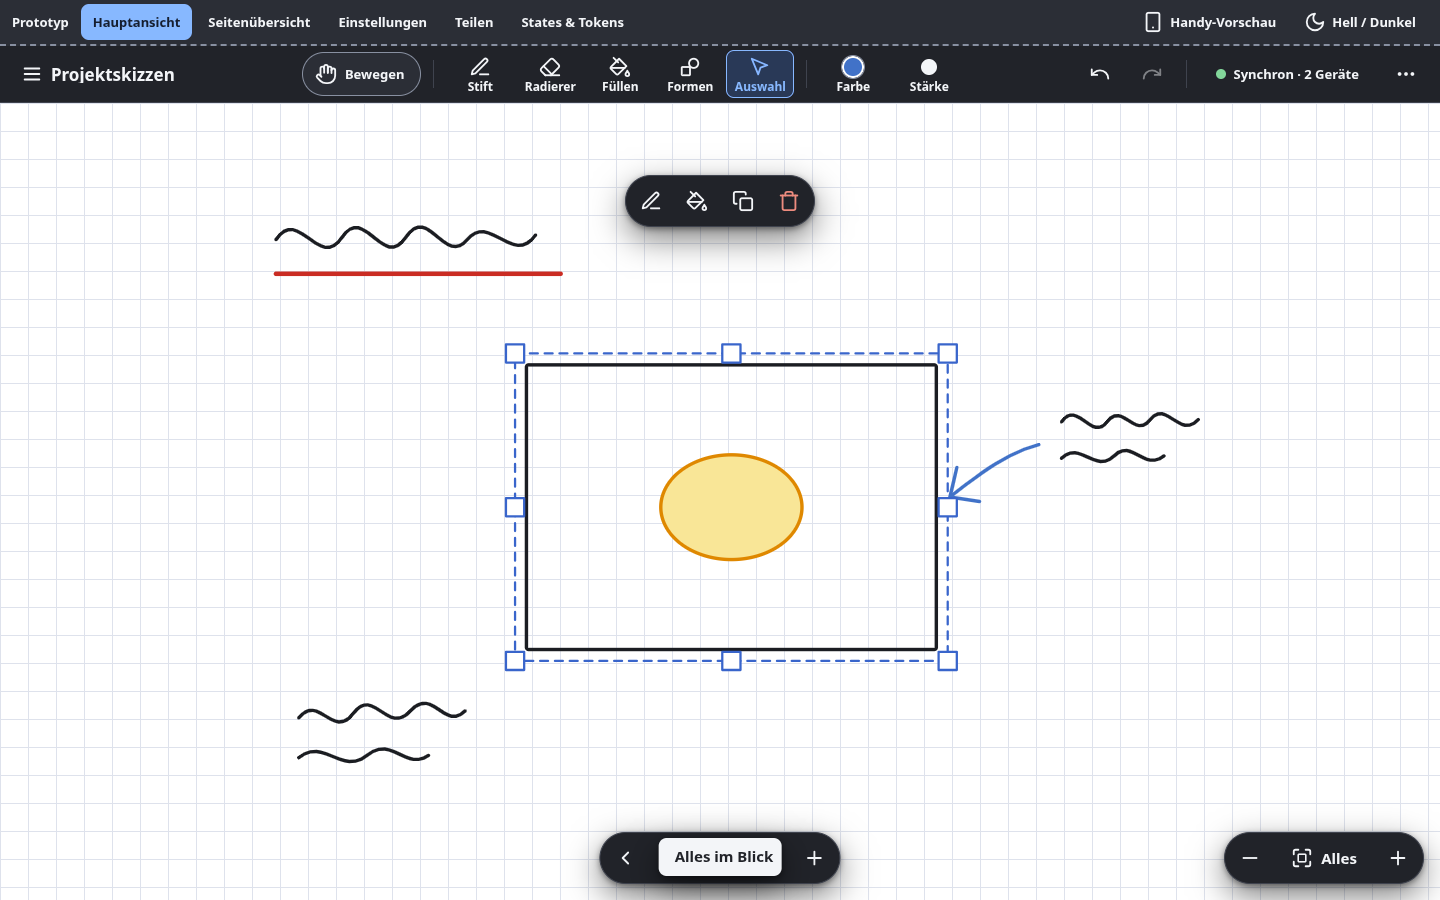 Prototyp Hauptansicht Seitenübersicht Einstellungen Teilen States & Tokens Handy-Vorschau Hell / Dunkel
Projektskizzen Bewegen Stift Radierer Füllen Formen Auswahl Farbe Stärke Synchron · 2 Geräte
Alles im Blick Alles